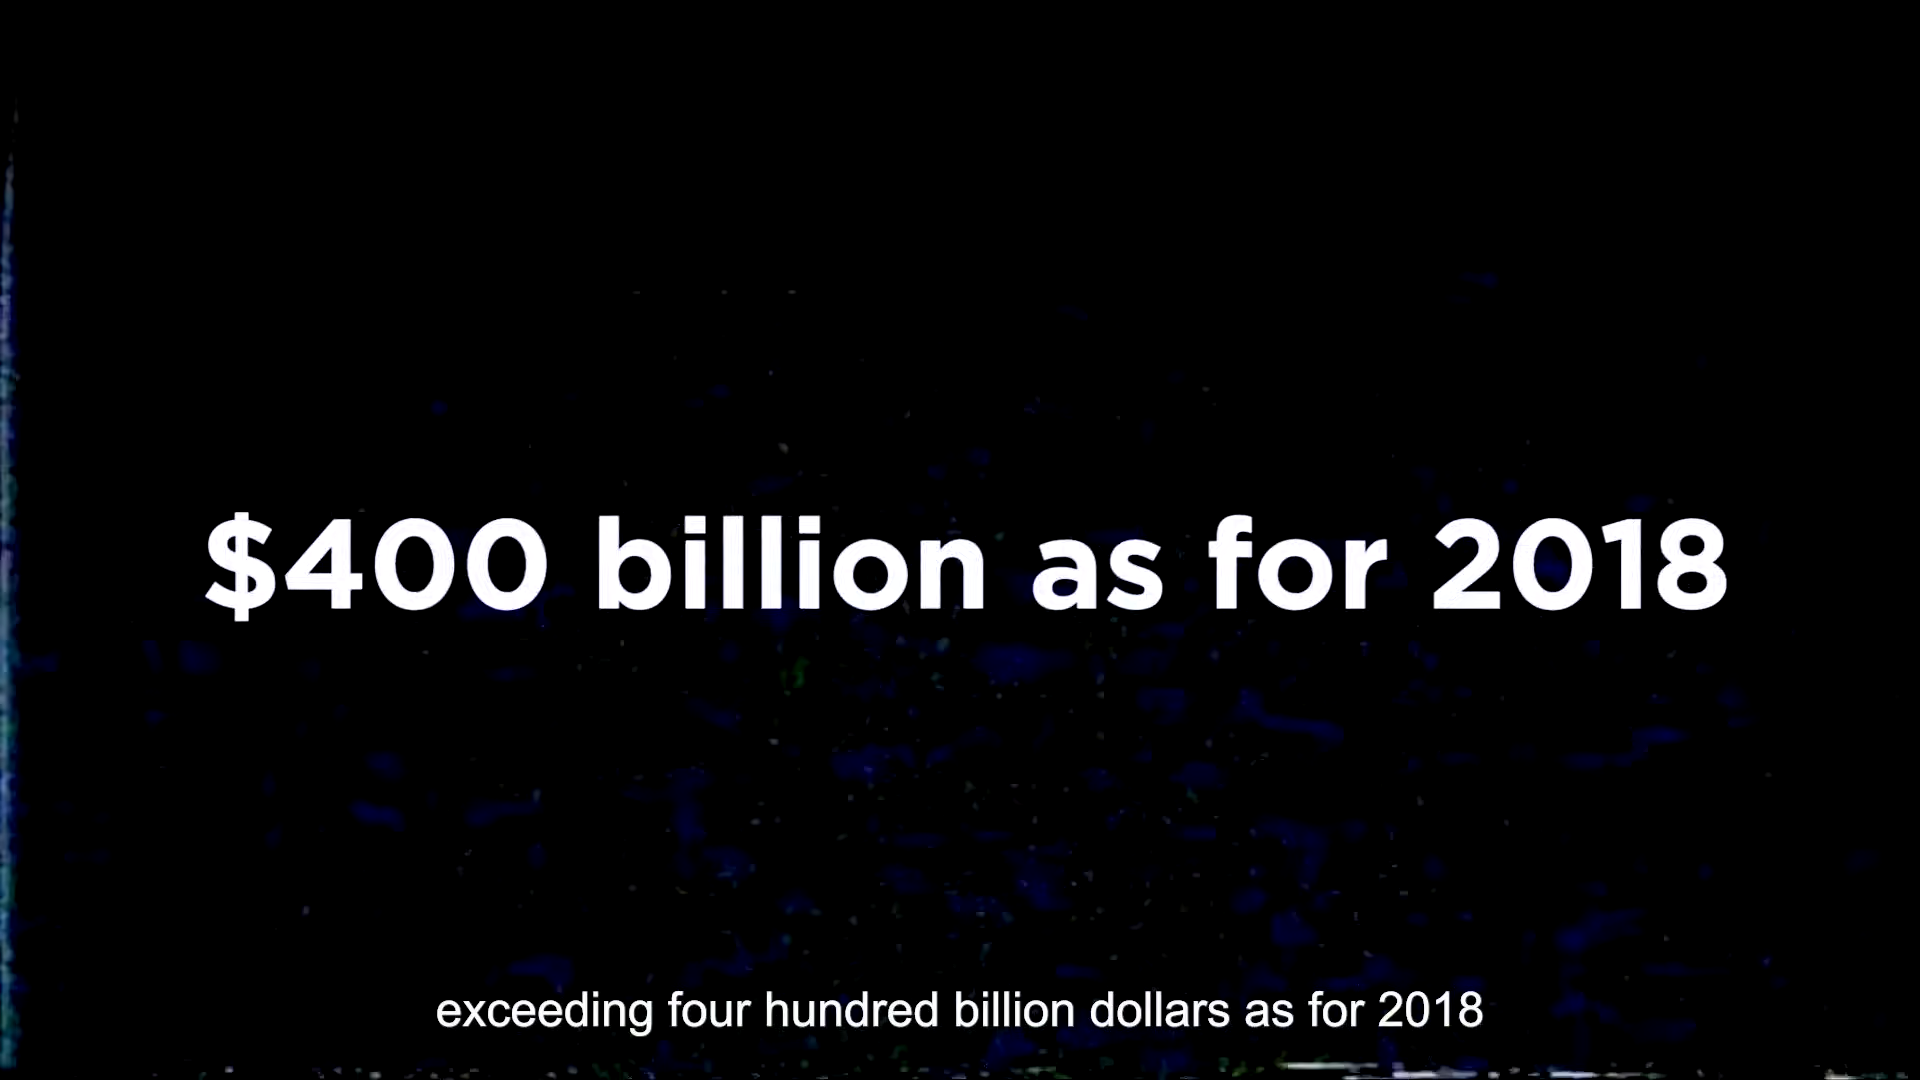 $400 billion as for 2018
exceeding four hundred billion dollars as for 2018